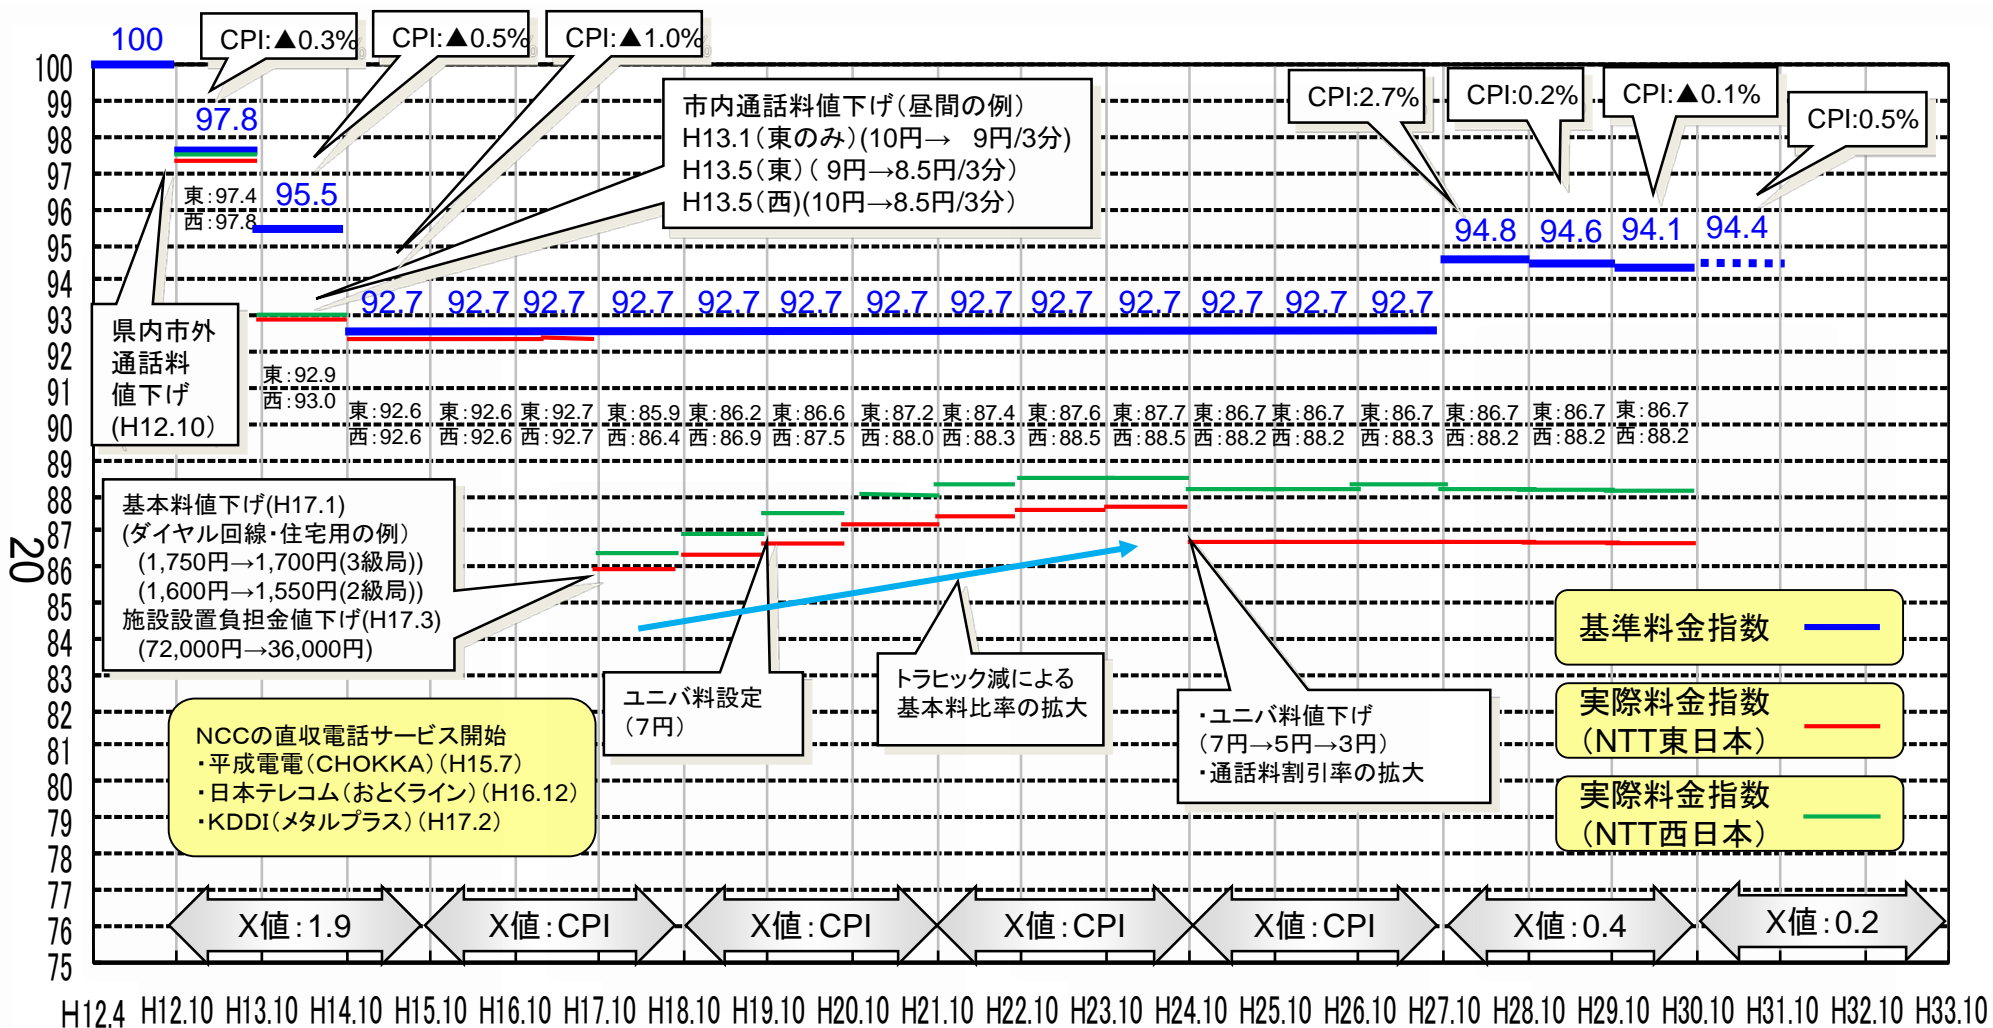 100
CPI:▲0.3%
CPI:▲0.5%
CPI:▲1.0%
97.8
東:97.4
西:97.8
95.5
市内通話料値下げ(昼間の例)
H13.1(東のみ)(10円→ 9円/3分)
H13.5(東)( 9円→8.5円/3分)
H13.5(西)(10円→8.5円/3分)
CPI:2.7%
CPI:0.2%
CPI:▲0.1%
CPI:0.5%
94.8
94.6
94.1
94.4
92.7 92.7 92.7 92.7 92.7 92.7 92.7 92.7 92.7 92.7 92.7 92.7 92.7
県内市外
通話料
値下げ
(H12.10)
東:92.9
西:93.0
東:92.6 東:92.6 東:92.7 東:85.9 東:86.2 東:86.6 東:87.2 東:87.4 東:87.6 東:87.7 東:86.7 東:86.7 東:86.7 東:86.7 東:86.7 東:86.7
西:92.6 西:92.6 西:92.7 西:86.4 西:86.9 西:87.5 西:88.0 西:88.3 西:88.5 西:88.5 西:88.2 西:88.2 西:88.3 西:88.2 西:88.2 西:88.2
基本料値下げ(H17.1)
(ダイヤル回線・住宅用の例)
(1,750円→1,700円(3級局))
(1,600円→1,550円(2級局))
施設設置負担金値下げ(H17.3)
(72,000円→36,000円)
ユニバ料設定
(7円)
トラヒック減による
基本料比率の拡大
・ユニバ料値下げ
(7円→5円→3円)
・通話料割引率の拡大
基準料金指数
実際料金指数
(NTT東日本)
実際料金指数
(NTT西日本)
NCCの直収電話サービス開始
・平成電電(CHOKKA)(H15.7)
・日本テレコム(おとくライン)(H16.12)
・KDDI(メタルプラス)(H17.2)
X値:1.9
X値:CPI
X値:CPI
X値:CPI
X値:CPI
X値:0.4
X値:0.2
100
99
98
97
96
95
94
93
92
91
90
89
88
87
86
85
84
83
82
81
80
79
78
77
76
75
20
H12.4 H12.10 H13.10 H14.10 H15.10 H16.10 H17.10 H18.10 H19.10 H20.10 H21.10 H22.10 H23.10 H24.10 H25.10 H26.10 H27.10 H28.10 H29.10 H30.10 H31.10 H32.10 H33.10